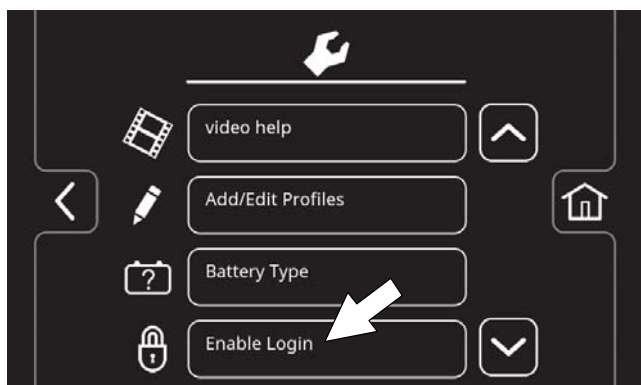 video help
Add/Edit Profiles
?
Battery Type
Enable Login